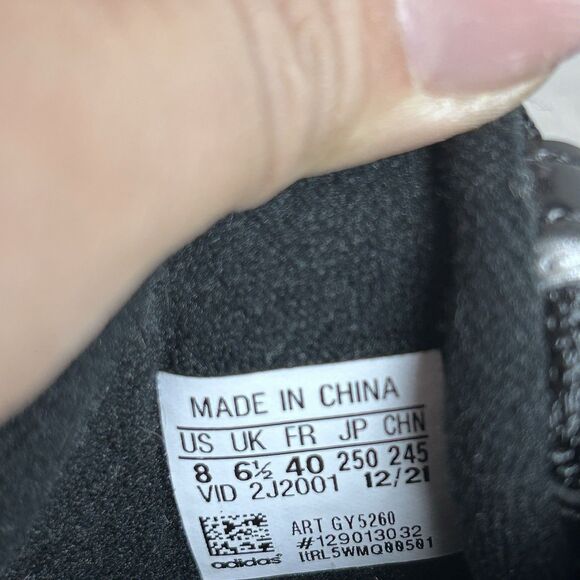 MADE IN CHINA
US UK FR JP CHN
8 6½ 40 250 245
VID 2J2001 12/21
ART GY5260
#129013032
adidas ItRL5WMQ00501